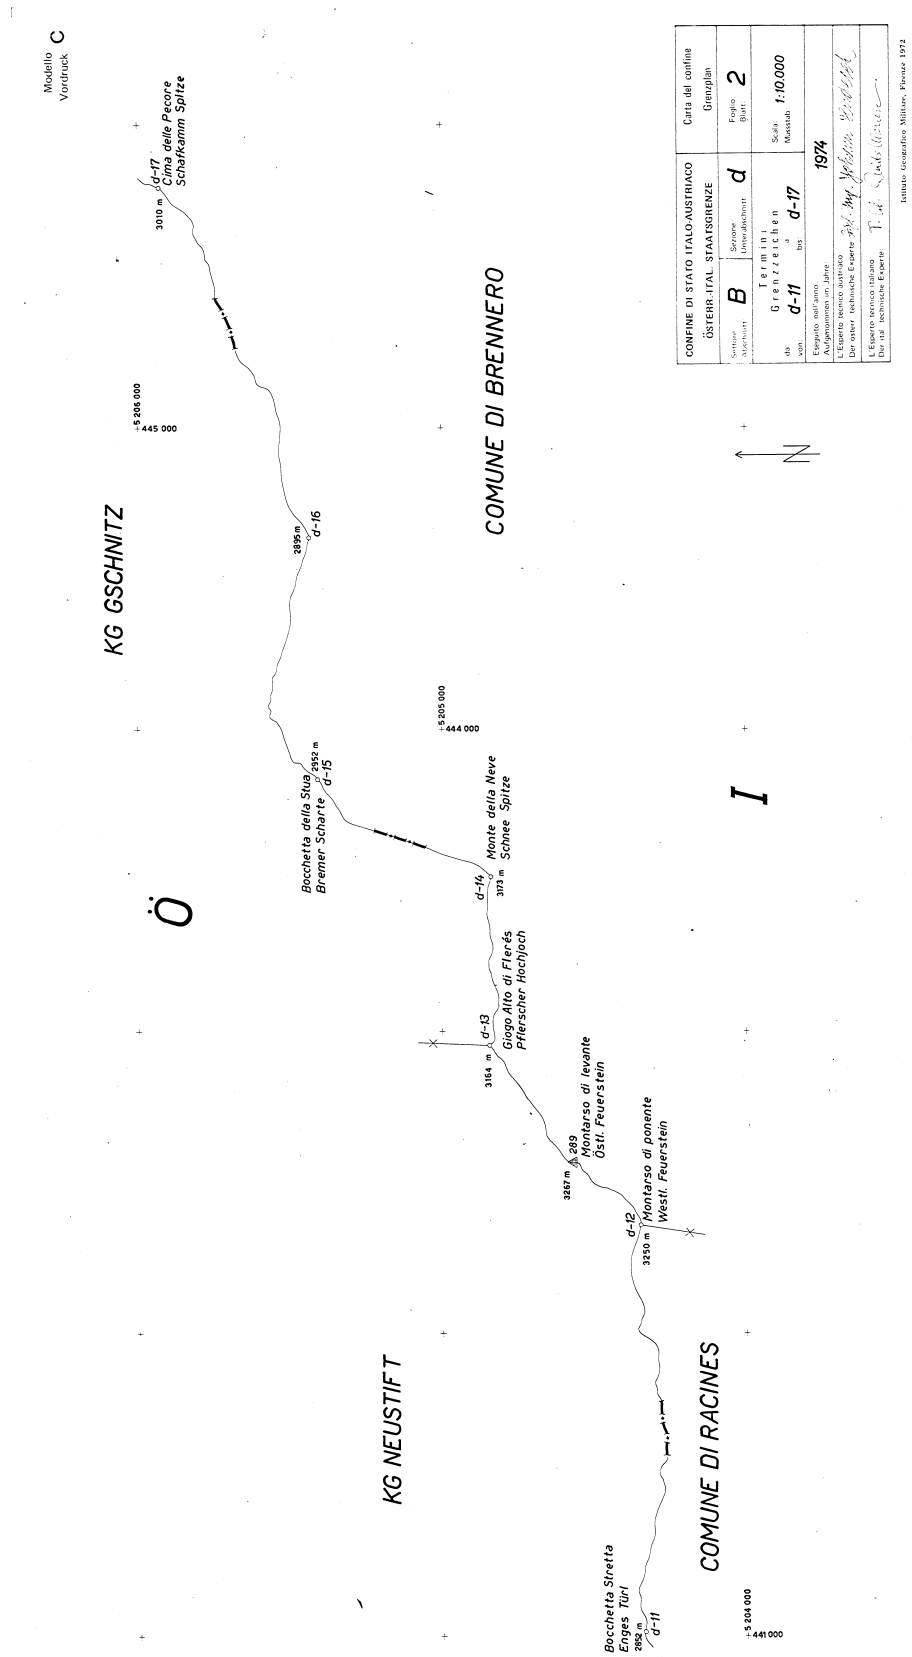 Modello
Vordruck C
d-17
Cima delle Pecore
Schafkamm Spitze
3010 m
5 206 000
445 000
KG GSCHNITZ
COMUNE DI BRENNERO
2895 m
d-16
5 205 000
444 000
2952 m
d-15
Bocchetta della Stua
Bremer Scharte
Monte della Neve
Schnee Spitze
d-14
3173 m
Ö
I
Giogo Alto di Flerés
Pflerscher Hochjoch
d-13
3164 m
289
Montarso di levante
Östl. Feuerstein
3267 m
Montarso di ponente
Westl. Feuerstein
d-12
3250 m
KG NEUSTIFT
COMUNE DI RACINES
Bocchetta Stretta
Enges Türl
2852 m
d-11
5 204 000
441 000
N
CONFINE DI STATO ITALO-AUSTRIACO
ÖSTERR.-ITAL. STAATSGRENZE
Carta del confine
Grenzplan
Settore:
Abschnitt: B
Sezione:
Unterabschnitt: d
Foglio:
Blatt: 2
Termini
Grenzzeichen
da: a
von: d-11 bis: d-17
Scala:
Massstab: 1:10.000
Eseguito nell'anno:
Aufgenommen im Jahre: 1974
L'Esperto tecnico austriaco
Der österr. technische Experte
L'Esperto tecnico italiano
Der ital. technische Experte:
Istituto Geografico Militare, Firenze 1972